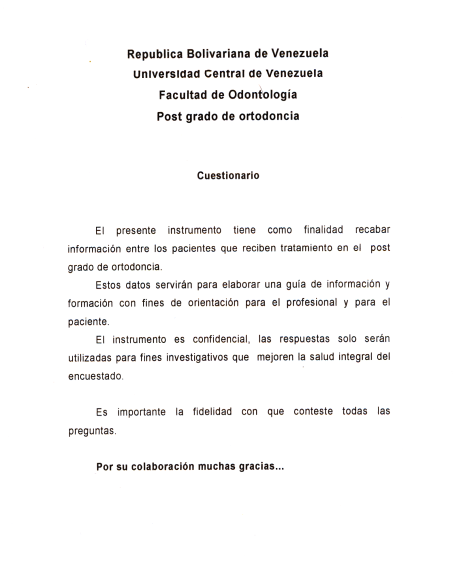 Republica Bolivariana de Venezuela
Universidad Central de Venezuela
Facultad de Odontología
Post grado de ortodoncia
Cuestionario
El presente instrumento tiene como finalidad recabar
información entre los pacientes que reciben tratamiento en el post
grado de ortodoncia.
Estos datos servirán para elaborar una guía de información y
formación con fines de orientación para el profesional y para el
paciente.
El instrumento es confidencial, las respuestas solo serán
utilizadas para fines investigativos que mejoren la salud integral del
encuestado.
Es importante la fidelidad con que conteste todas las
preguntas.
Por su colaboración muchas gracias...